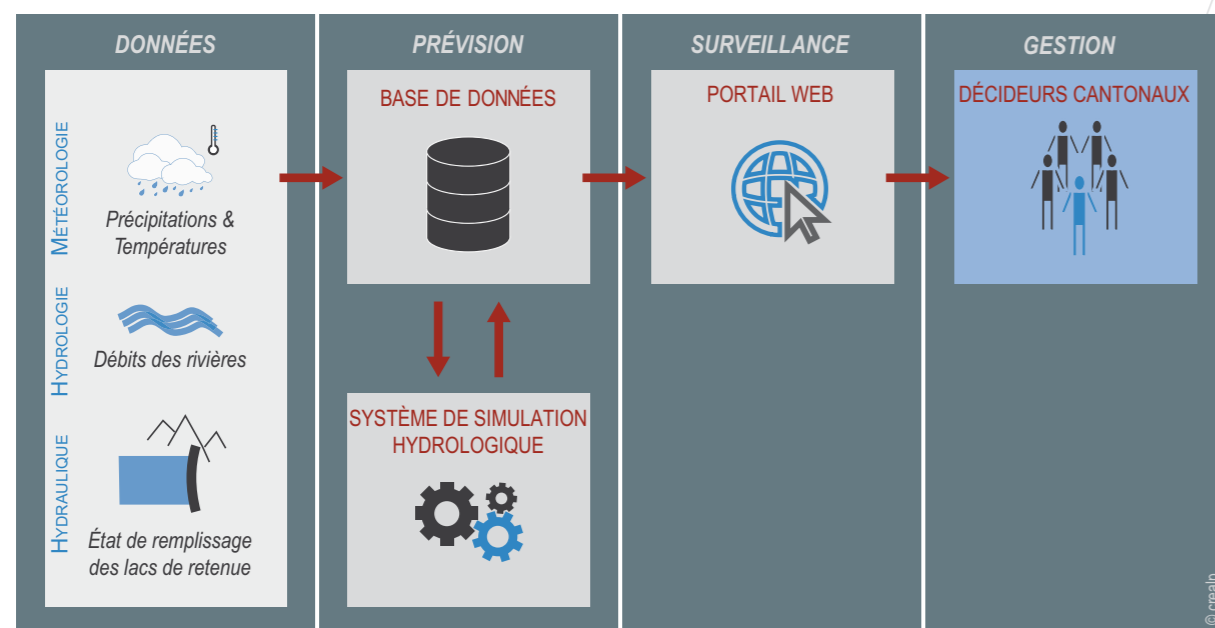 DONNÉES
MÉTÉOROLOGIE
Précipitations &
Températures
HYDROLOGIE
Débits des rivières
HYDRAULIQUE
État de remplissage
des lacs de retenue
PRÉVISION
BASE DE DONNÉES
SYSTÈME DE SIMULATION
HYDROLOGIQUE
SURVEILLANCE
PORTAIL WEB
GESTION
DÉCIDEURS CANTONAUX
© crealp